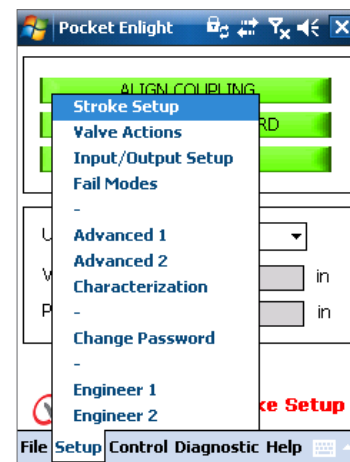 Pocket Enlight
ALIGN COUPLING
RD
Stroke Setup
Valve Actions
Input/Output Setup
Fail Modes
-
Advanced 1
Advanced 2
Characterization
in
-
in
Change Password
-
Engineer 1
Engineer 2
ke Setup
File Setup Control Diagnostic Help